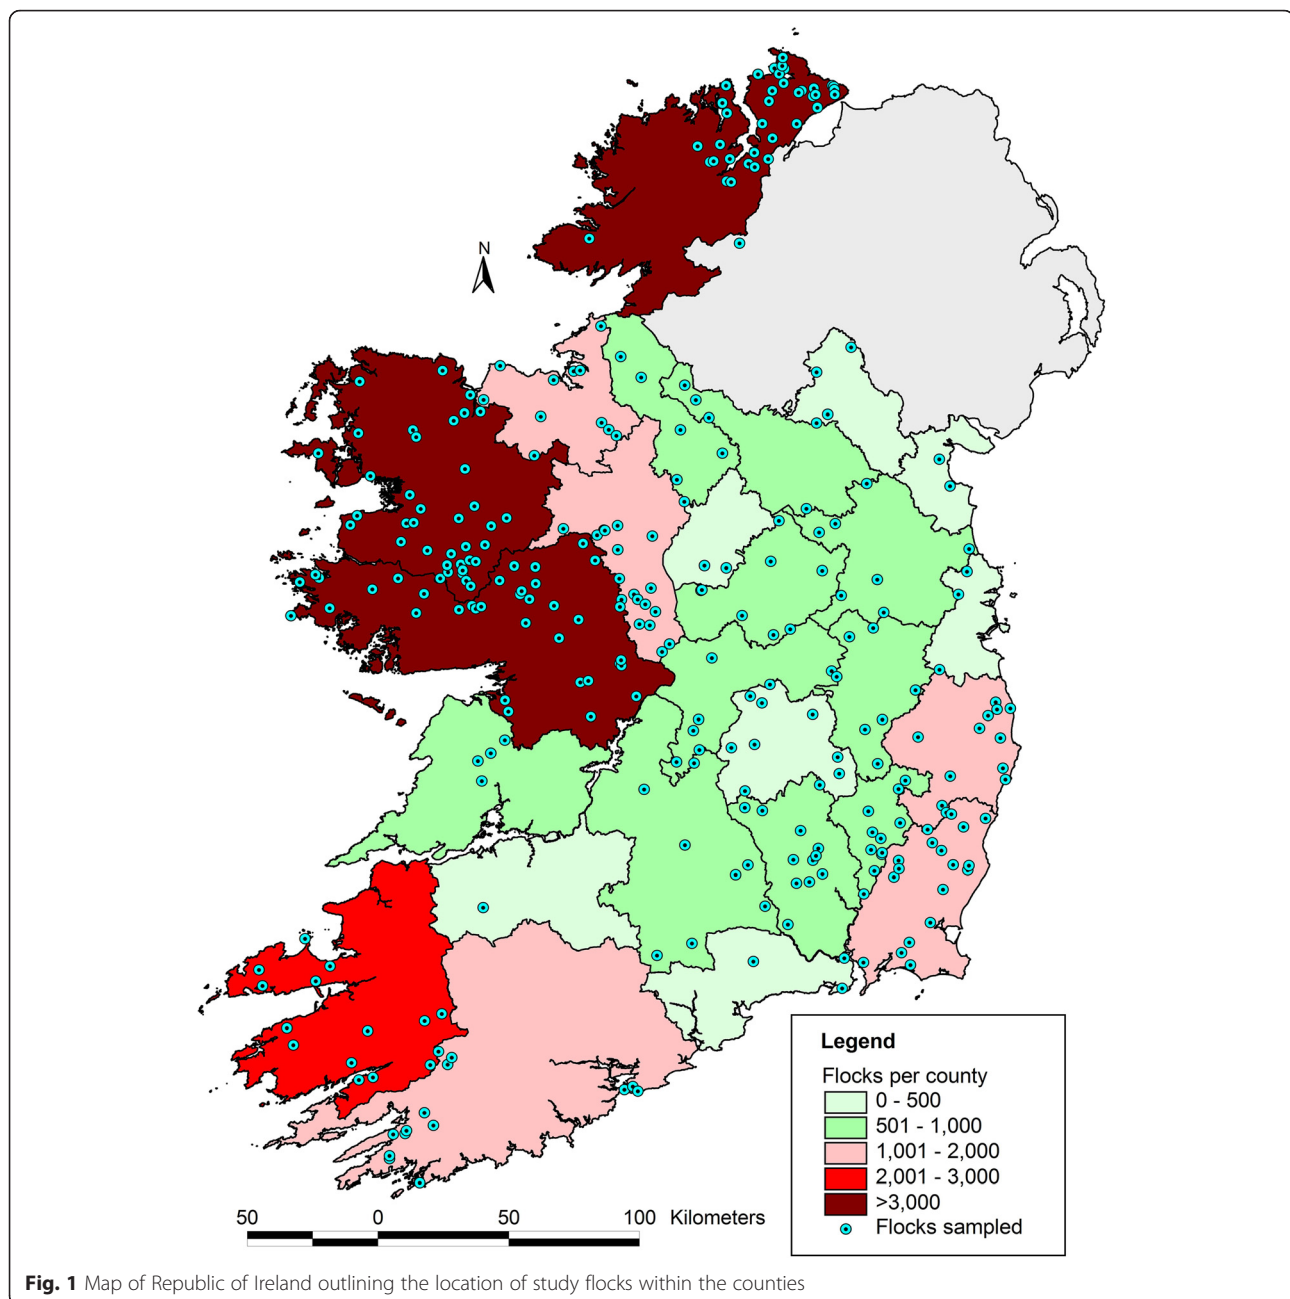 N
Legend
Flocks per county
0 - 500
501 - 1,000
1,001 - 2,000
2,001 - 3,000
>3,000
Flocks sampled
50 0 50 100 Kilometers
Fig. 1 Map of Republic of Ireland outlining the location of study flocks within the counties